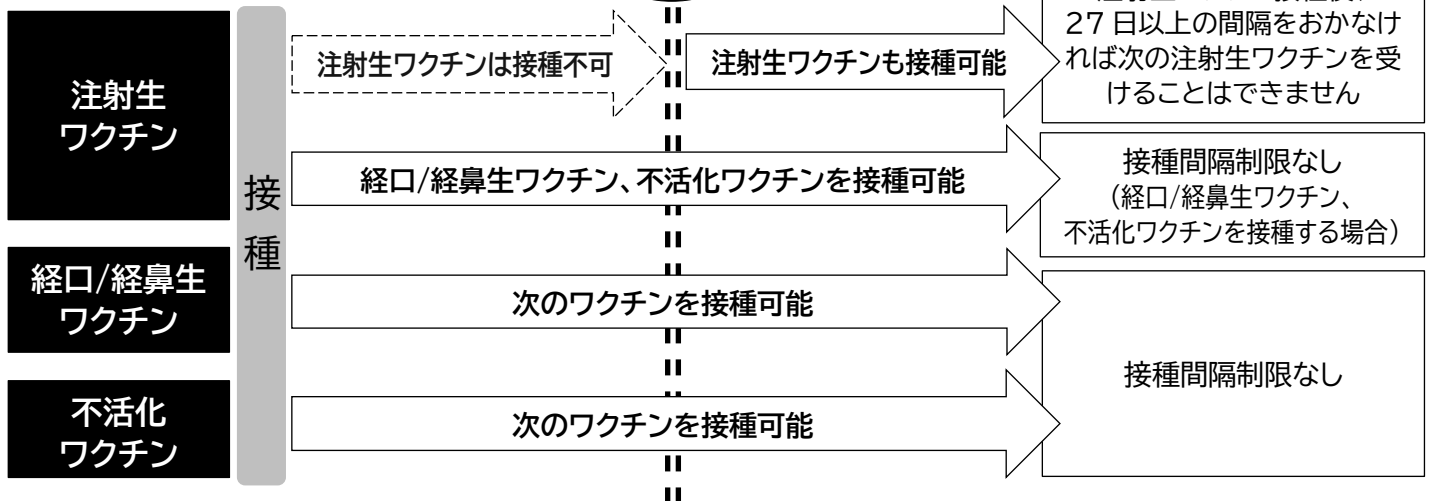 27日以上の間隔をおかなけ
れば次の注射生ワクチンを受
けることはできません
注射生
ワクチン
注射生ワクチンは接種不可
注射生ワクチンも接種可能
接種
経口/経鼻生ワクチン、不活化ワクチンを接種可能
接種間隔制限なし
(経口/経鼻生ワクチン、
不活化ワクチンを接種する場合)
経口/経鼻生
ワクチン
次のワクチンを接種可能
接種間隔制限なし
不活化
ワクチン
次のワクチンを接種可能